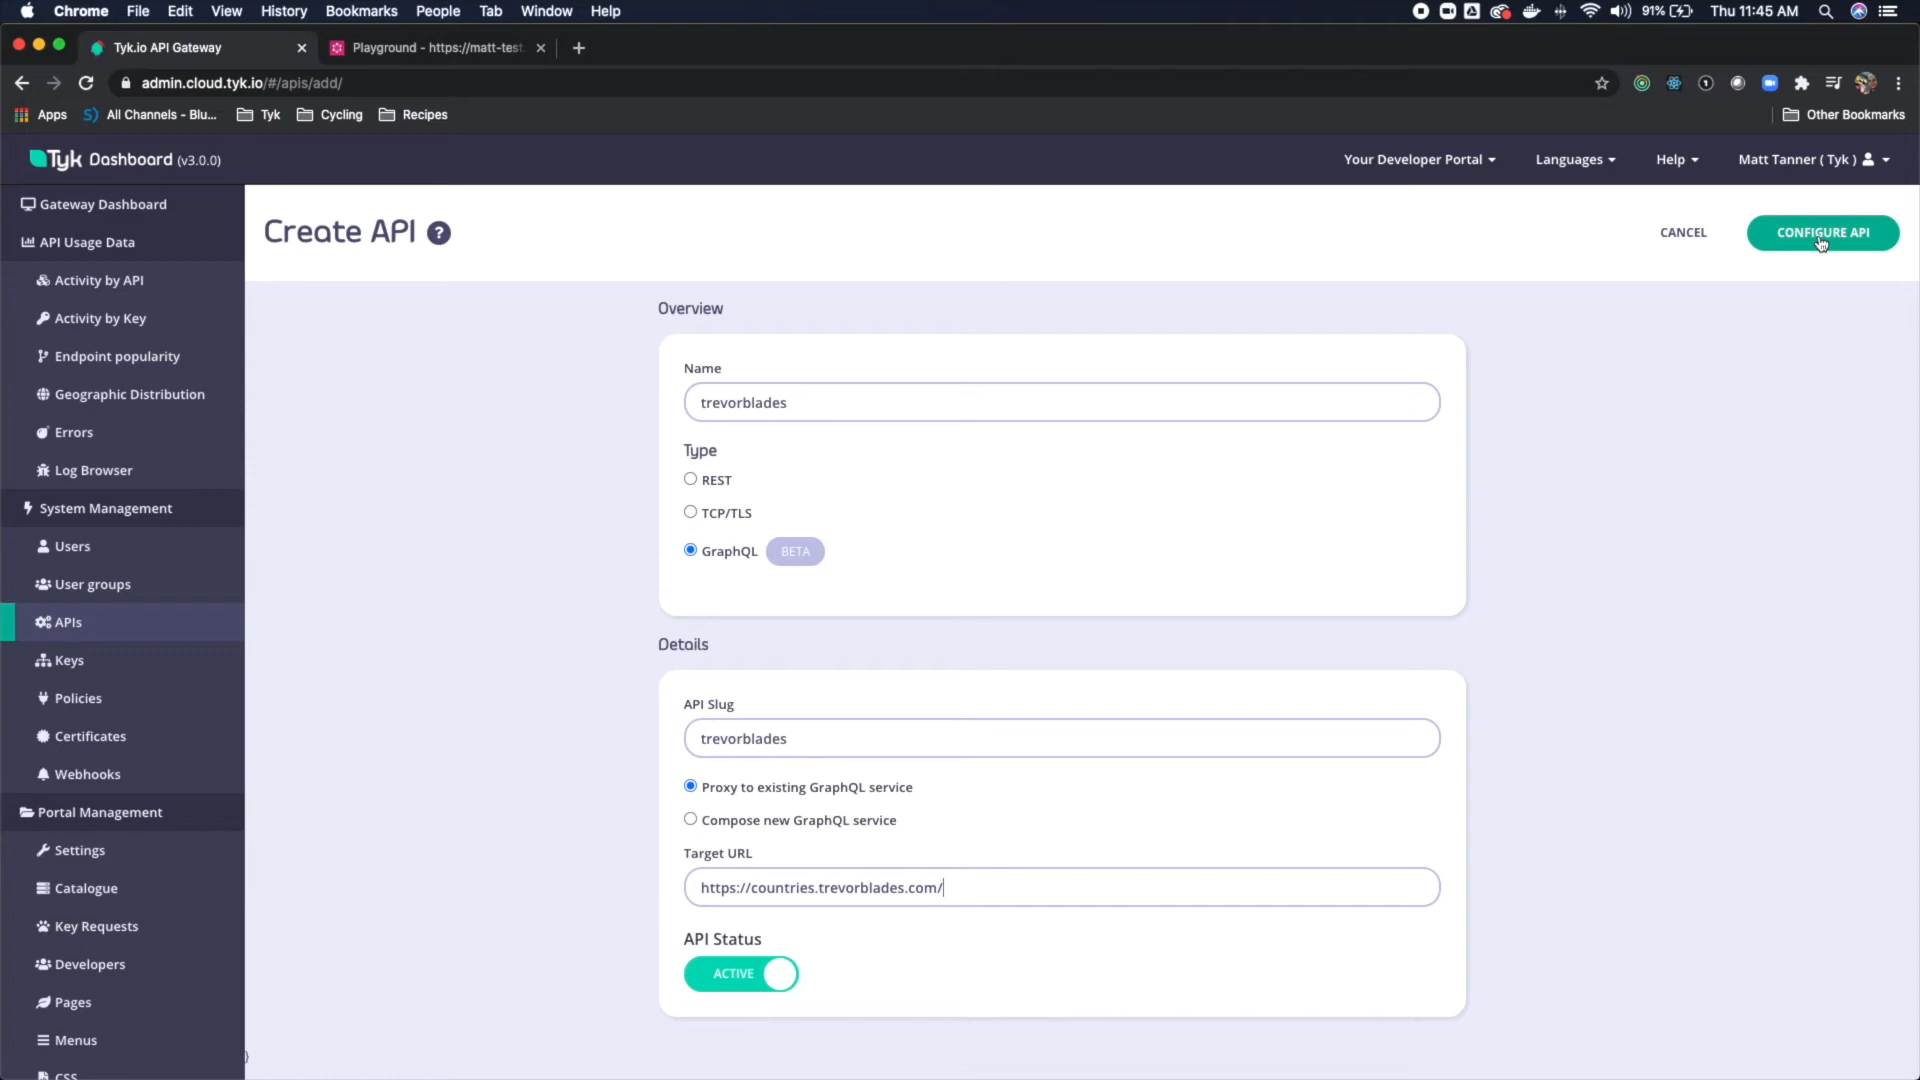 Chrome File Edit View History Bookmarks People Tab Window Help 91% Thu 11:45 AM
Tyk.io API Gateway Playground - https://matt-test
admin.cloud.tyk.io/#/apis/add/
Apps All Channels - Blu... Tyk Cycling Recipes Other Bookmarks
Tyk Dashboard (v3.0.0) Your Developer Portal Languages Help Matt Tanner ( Tyk )
Gateway Dashboard
API Usage Data
Activity by API
Activity by Key
Endpoint popularity
Geographic Distribution
Errors
Log Browser
System Management
Users
User groups
APIs
Keys
Policies
Certificates
Webhooks
Portal Management
Settings
Catalogue
Key Requests
Developers
Pages
Menus
CSS
Create API ? CANCEL CONFIGURE API
Overview
Name
trevorblades
Type
REST
TCP/TLS
GraphQL BETA
Details
API Slug
trevorblades
Proxy to existing GraphQL service
Compose new GraphQL service
Target URL
https://countries.trevorblades.com/
API Status
ACTIVE
}